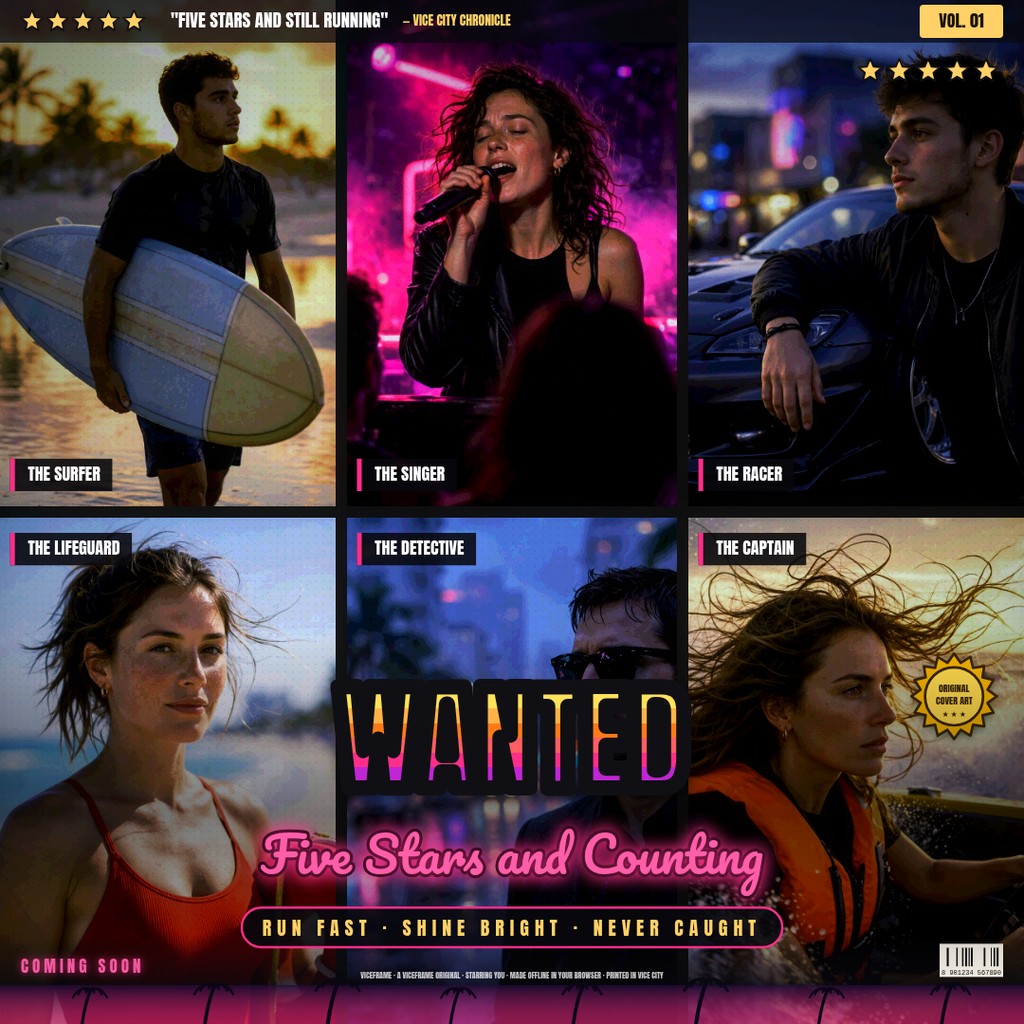 "FIVE STARS AND STILL RUNNING" – VICE CITY CHRONICLE
VOL. 01
THE SURFER
THE SINGER
THE RACER
THE LIFEGUARD
THE DETECTIVE
THE CAPTAIN
ORIGINAL
COVER ART
WANTED
Five Stars and Counting
RUN FAST · SHINE BRIGHT · NEVER CAUGHT
COMING SOON
VICEFRAME · A VICEFRAME ORIGINAL · STARRING YOU · MADE OFFLINE IN YOUR BROWSER · PRINTED IN VICE CITY
8 901234 567890